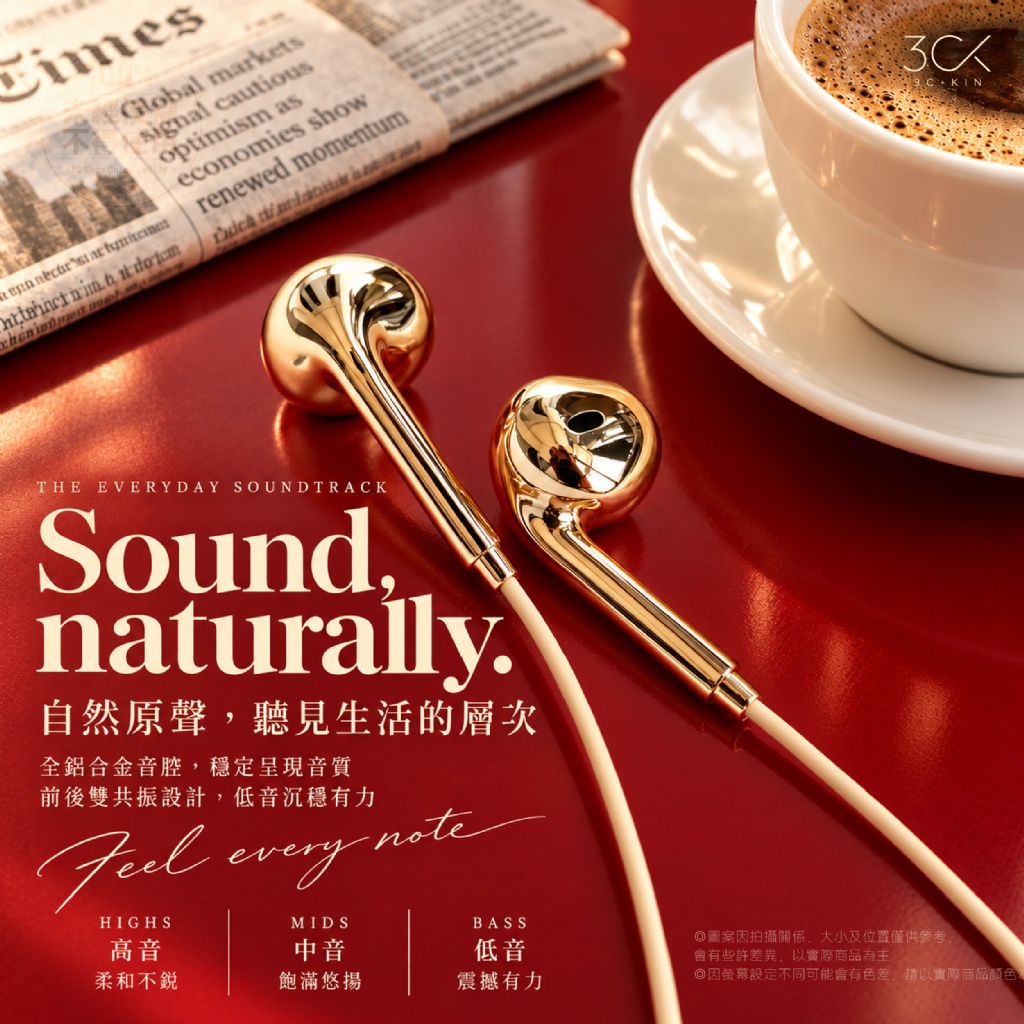 Times
Global markets
signal cautious
optimism as
economies show
renewed momentum
3CK
3C•KIN
THE EVERYDAY SOUNDTRACK
Sound,
naturally.
自然原聲，聽見生活的層次
全鋁合金音腔，穩定呈現音質
前後雙共振設計，低音沉穩有力
Feel every note
HIGHS
高音
柔和不鋭
MIDS
中音
飽滿悠揚
BASS
低音
震撼有力
◎圖案因拍攝關係，大小及位置僅供參考，
會有些許差異，以實際商品為主
◎因螢幕設定不同可能會有色差，請以實際商品顏色